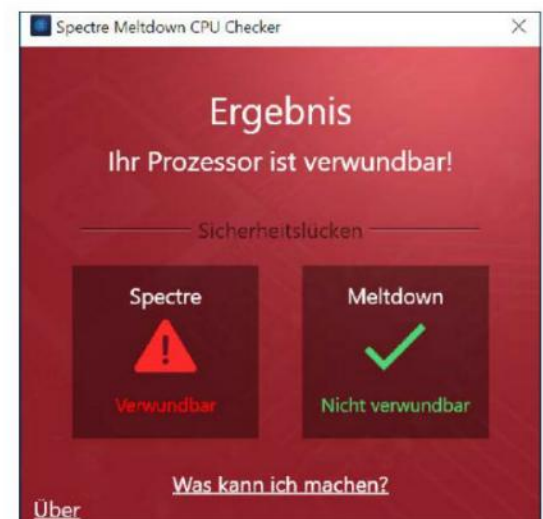 Spectre Meltdown CPU Checker
Ergebnis
Ihr Prozessor ist verwundbar!
Sicherheitslücken
Spectre
Verwundbar
Meltdown
Nicht verwundbar
Was kann ich machen?
Über